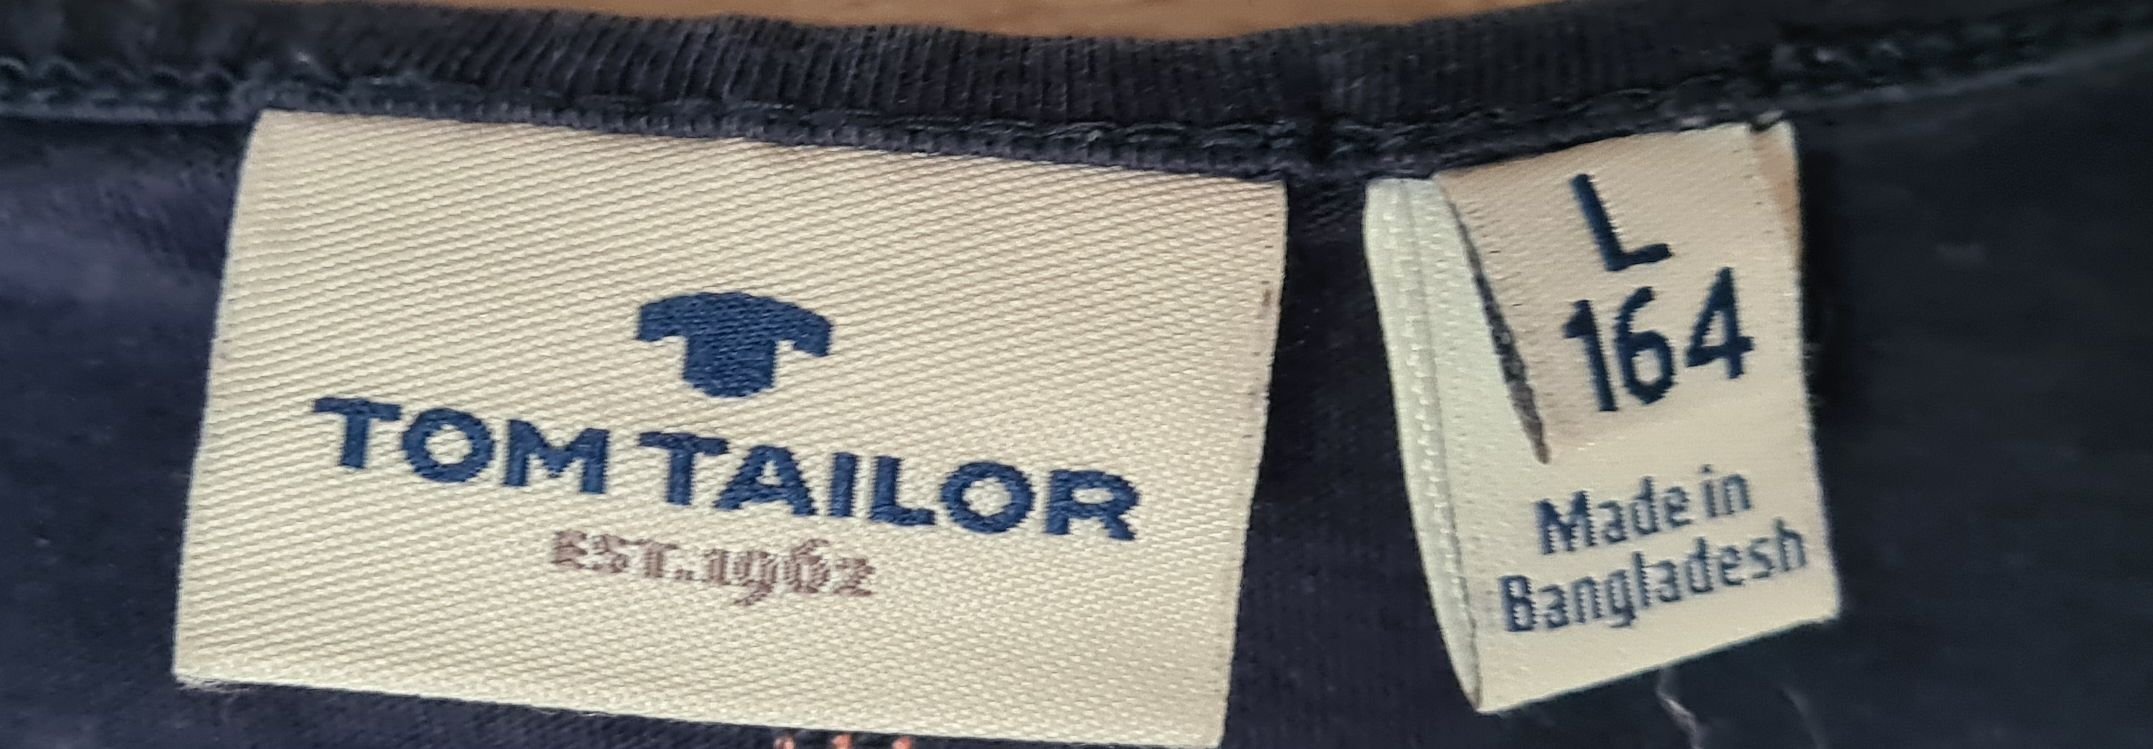 TOM TAILOR
EST. 1962
L
164
Made in
Bangladesh